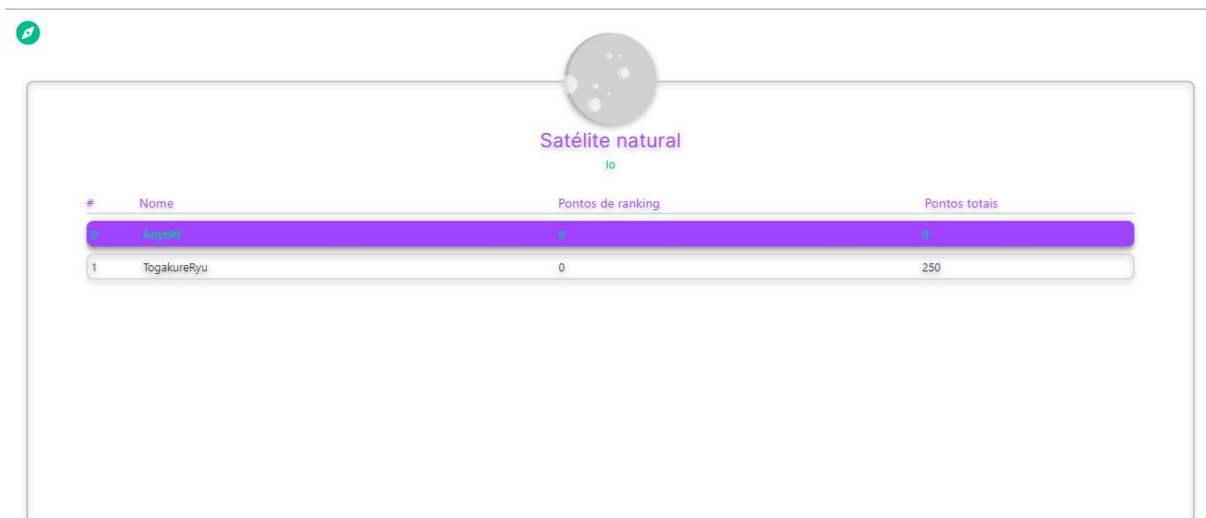 Satélite natural
Io
# Nome Pontos de ranking Pontos totais
0 Anys90 0 0
1 TogakureRyu 0 250